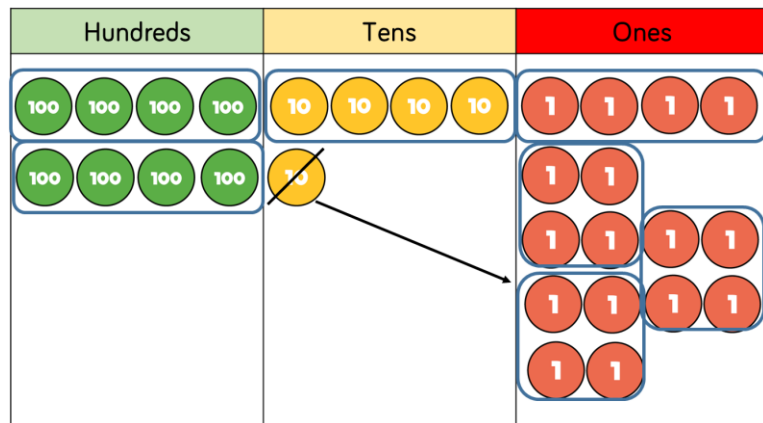 Hundreds Tens Ones
100 100 100 100 10 10 10 10 1 1 1 1
100 100 100 100 10 1 1
1 1 1 1
1 1 1 1
1 1